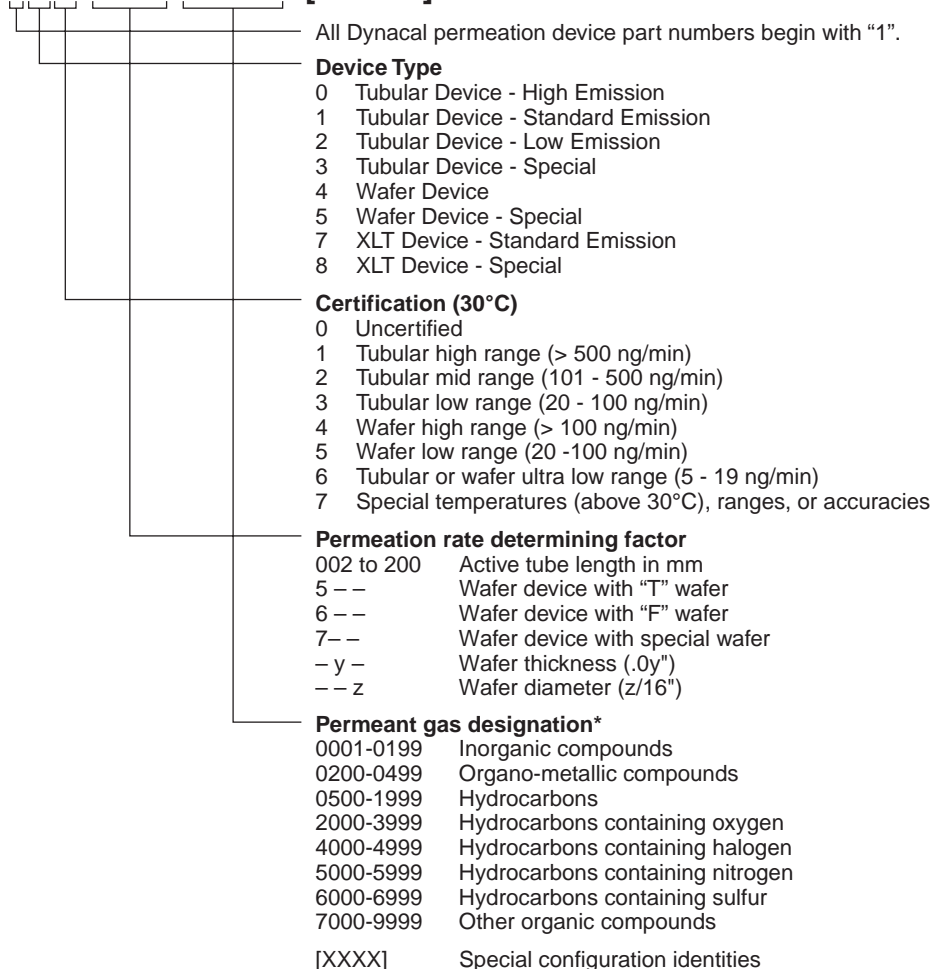 All Dynacal permeation device part numbers begin with “1”.
Device Type
0 Tubular Device - High Emission
1 Tubular Device - Standard Emission
2 Tubular Device - Low Emission
3 Tubular Device - Special
4 Wafer Device
5 Wafer Device - Special
7 XLT Device - Standard Emission
8 XLT Device - Special
Certification (30°C)
0 Uncertified
1 Tubular high range (> 500 ng/min)
2 Tubular mid range (101 - 500 ng/min)
3 Tubular low range (20 - 100 ng/min)
4 Wafer high range (> 100 ng/min)
5 Wafer low range (20 -100 ng/min)
6 Tubular or wafer ultra low range (5 - 19 ng/min)
7 Special temperatures (above 30°C), ranges, or accuracies
Permeation rate determining factor
002 to 200 Active tube length in mm
5 – – Wafer device with “T” wafer
6 – – Wafer device with “F” wafer
7– – Wafer device with special wafer
– y – Wafer thickness (.0y")
– – z Wafer diameter (z/16")
Permeant gas designation*
0001-0199 Inorganic compounds
0200-0499 Organo-metallic compounds
0500-1999 Hydrocarbons
2000-3999 Hydrocarbons containing oxygen
4000-4999 Hydrocarbons containing halogen
5000-5999 Hydrocarbons containing nitrogen
6000-6999 Hydrocarbons containing sulfur
7000-9999 Other organic compounds
[XXXX] Special configuration identities